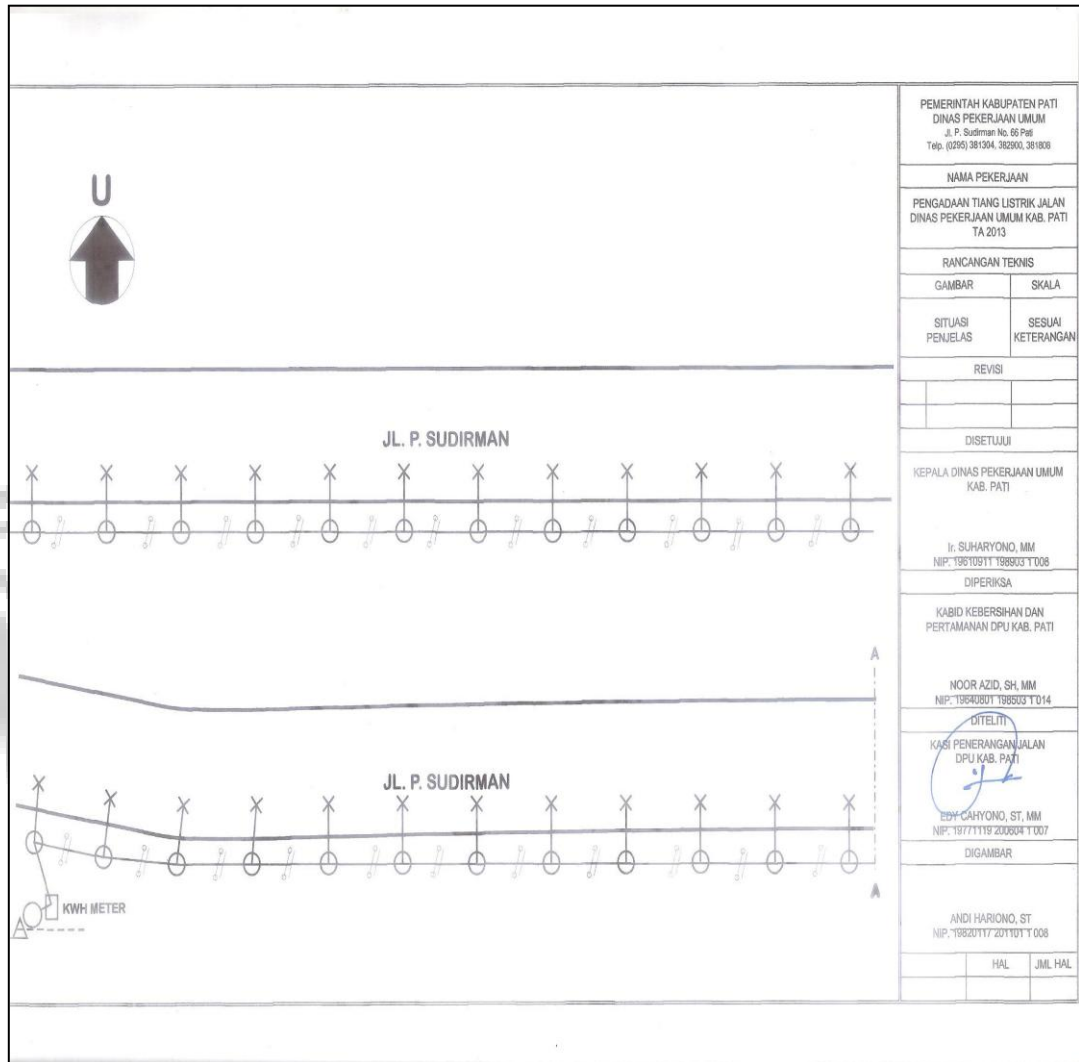 U
JL. P. SUDIRMAN
A
JL. P. SUDIRMAN
KWH METER
A
A
PEMERINTAH KABUPATEN PATI
DINAS PEKERJAAN UMUM
Jl. P. Sudirman No. 66 Pati
Telp. (0295) 381304, 382900, 381808
NAMA PEKERJAAN
PENGADAAN TIANG LISTRIK JALAN
DINAS PEKERJAAN UMUM KAB. PATI
TA 2013
RANCANGAN TEKNIS
GAMBAR SKALA
SITUASI SESUAI
PENJELAS KETERANGAN
REVISI
DISETUJUI
KEPALA DINAS PEKERJAAN UMUM
KAB. PATI
Ir. SUHARYONO, MM
NIP. 19610911 198903 1 008
DIPERIKSA
KABID KEBERSIHAN DAN
PERTAMANAN DPU KAB. PATI
NOOR AZID, SH, MM
NIP. 19640801 198503 1 014
DITELITI
KASI PENERANGAN JALAN
DPU KAB. PATI
EDY CAHYONO, ST, MM
NIP. 19771119 200604 1 007
DIGAMBAR
ANDI HARIONO, ST
NIP. 19820117 201101 1 008
HAL JML HAL